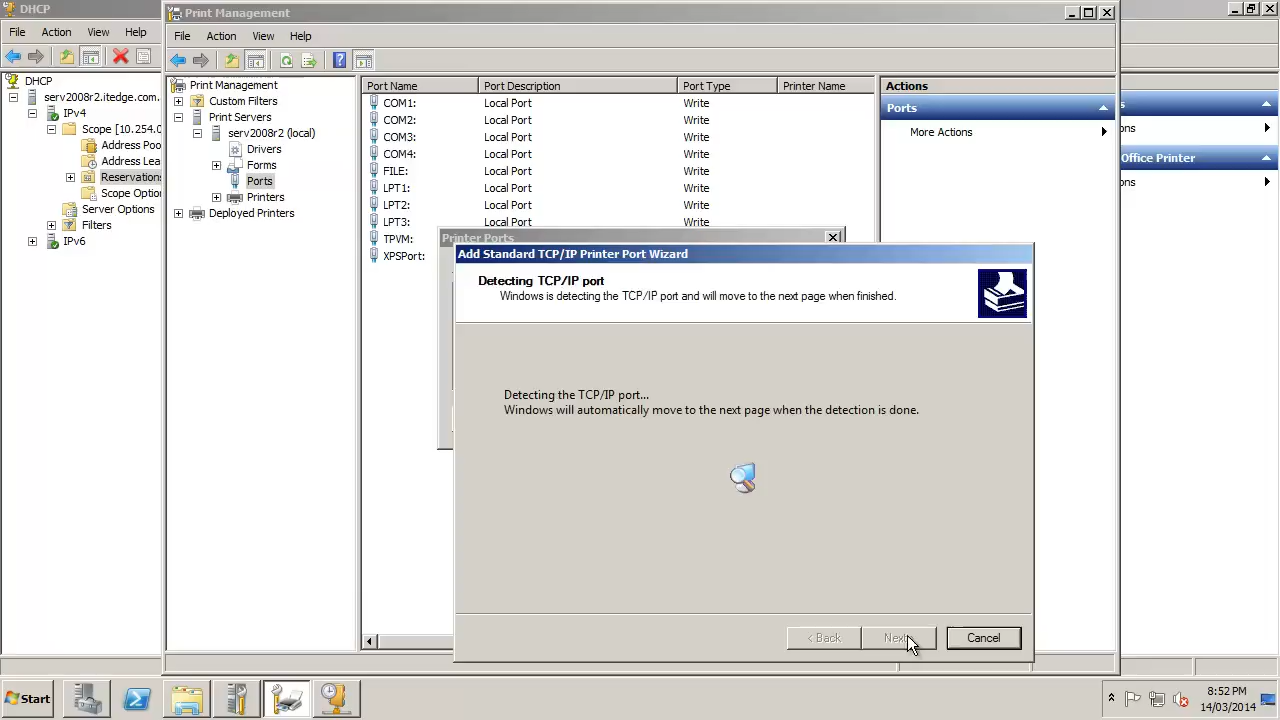 DHCP
File Action View Help
DHCP
serv2008r2.itedge.com.
IPv4
Scope [10.254.0
Address Poo
Address Lea
Reservations
Scope Optio
Server Options
Filters
IPv6
Print Management
File Action View Help
Print Management
Custom Filters
Print Servers
serv2008r2 (local)
Drivers
Forms
Ports
Printers
Deployed Printers
Port Name Port Description Port Type Printer Name
COM1: Local Port Write
COM2: Local Port Write
COM3: Local Port Write
COM4: Local Port Write
FILE: Local Port Write
LPT1: Local Port Write
LPT2: Local Port Write
LPT3: Local Port Write
TPVM:
XPSPort:
Actions
Ports
More Actions
s
ons
Office Printer
ons
Printer Ports
Add Standard TCP/IP Printer Port Wizard
Detecting TCP/IP port
Windows is detecting the TCP/IP port and will move to the next page when finished.
Detecting the TCP/IP port...
Windows will automatically move to the next page when the detection is done.
< Back Next Cancel
Start
8:52 PM
14/03/2014